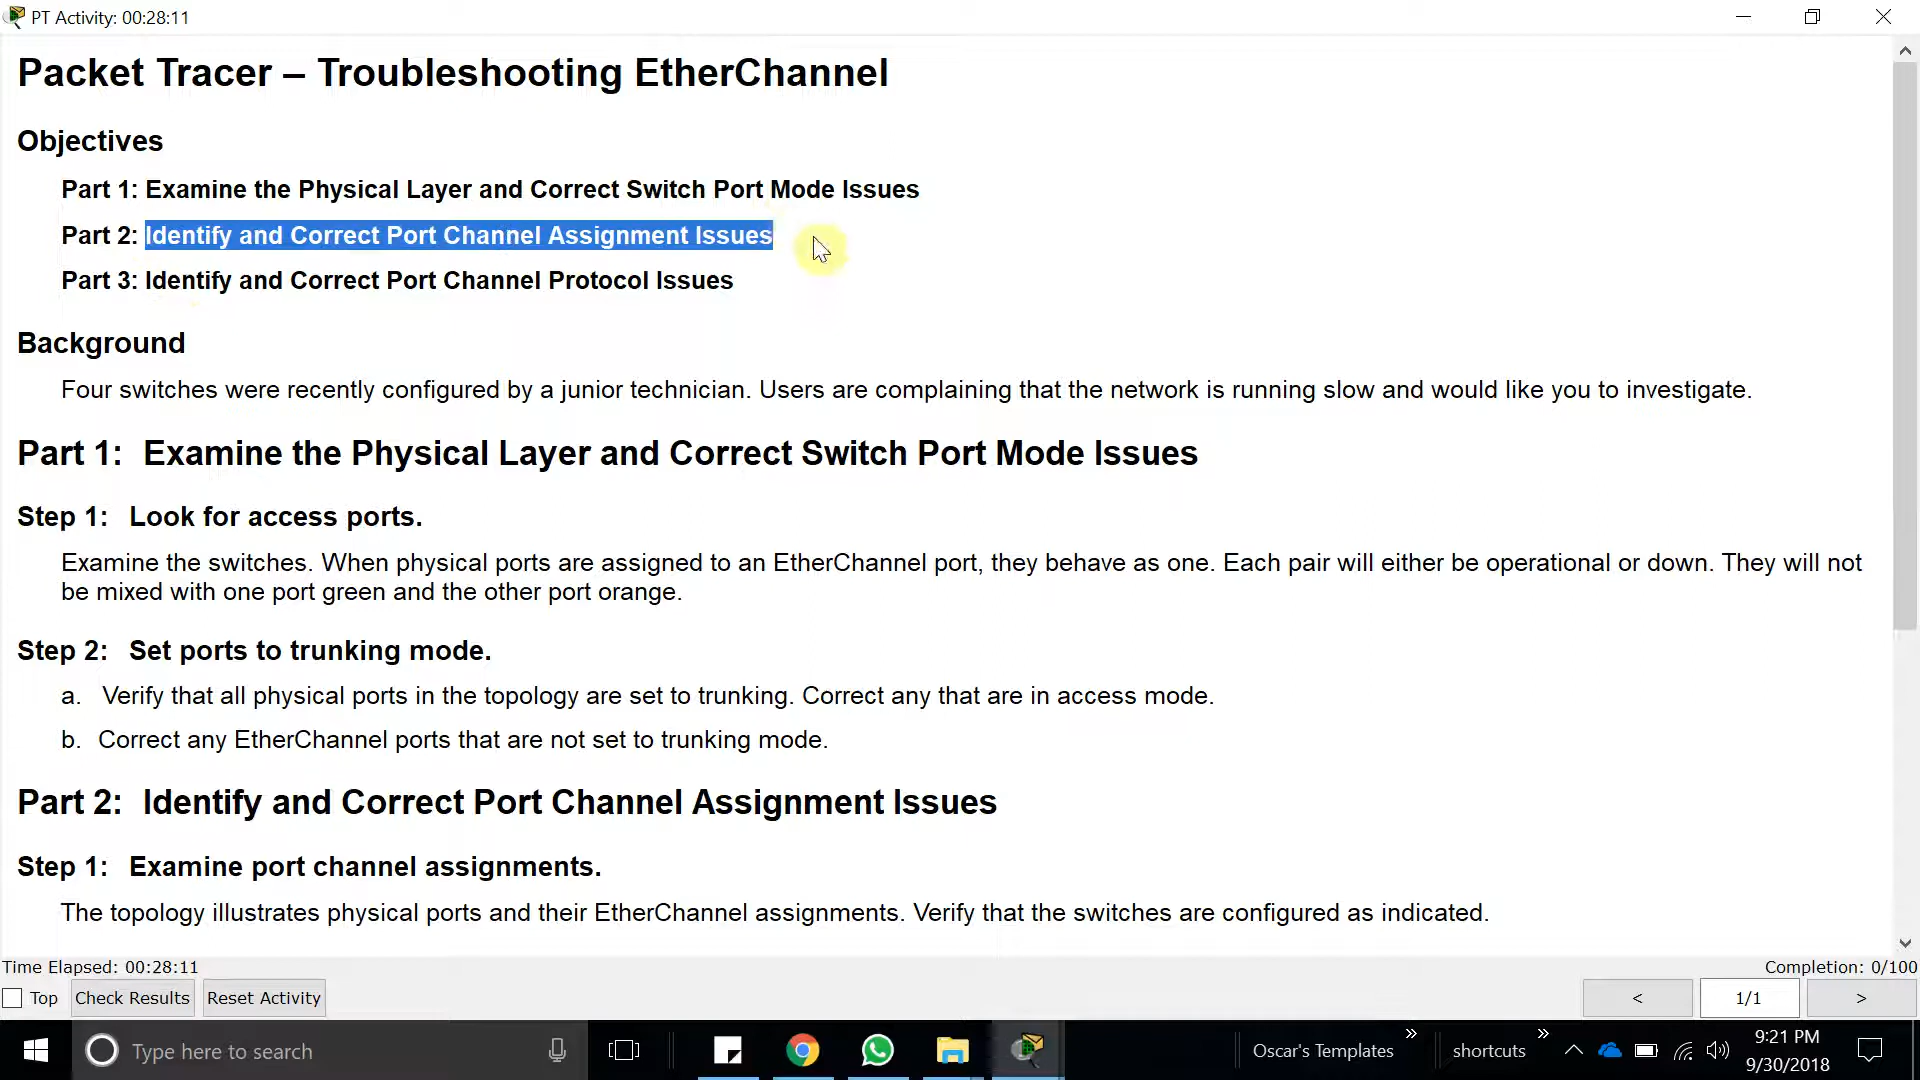 PT Activity: 00:28:11
Packet Tracer – Troubleshooting EtherChannel
Objectives
Part 1: Examine the Physical Layer and Correct Switch Port Mode Issues
Part 2: Identify and Correct Port Channel Assignment Issues
Part 3: Identify and Correct Port Channel Protocol Issues
Background
Four switches were recently configured by a junior technician. Users are complaining that the network is running slow and would like you to investigate.
Part 1: Examine the Physical Layer and Correct Switch Port Mode Issues
Step 1: Look for access ports.
Examine the switches. When physical ports are assigned to an EtherChannel port, they behave as one. Each pair will either be operational or down. They will not
be mixed with one port green and the other port orange.
Step 2: Set ports to trunking mode.
a. Verify that all physical ports in the topology are set to trunking. Correct any that are in access mode.
b. Correct any EtherChannel ports that are not set to trunking mode.
Part 2: Identify and Correct Port Channel Assignment Issues
Step 1: Examine port channel assignments.
The topology illustrates physical ports and their EtherChannel assignments. Verify that the switches are configured as indicated.
Time Elapsed: 00:28:11 Completion: 0/100
Top Check Results Reset Activity < 1/1 >
Type here to search Oscar's Templates » shortcuts » 9:21 PM
9/30/2018